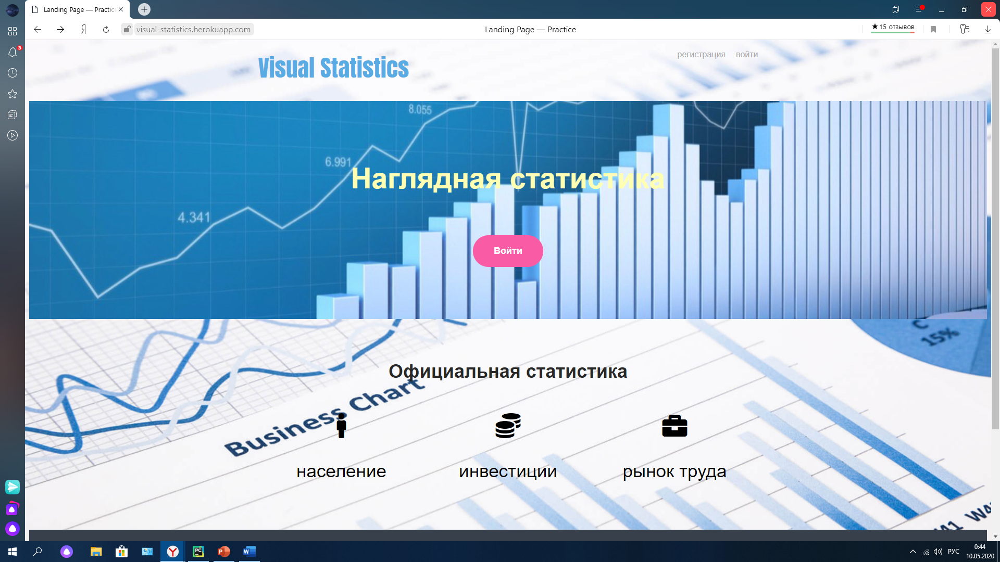 Landing Page — Practic
3
visual-statistics.herokuapp.com
Landing Page — Practice
★15 отзывов
Visual Statistics
регистрация
войти
8.055
6.991
4.341
Наглядная статистика
Войти
C
15%
Официальная статистика
Business Chart
население
инвестиции
рынок труда
РУС
0:44
10.05.2020